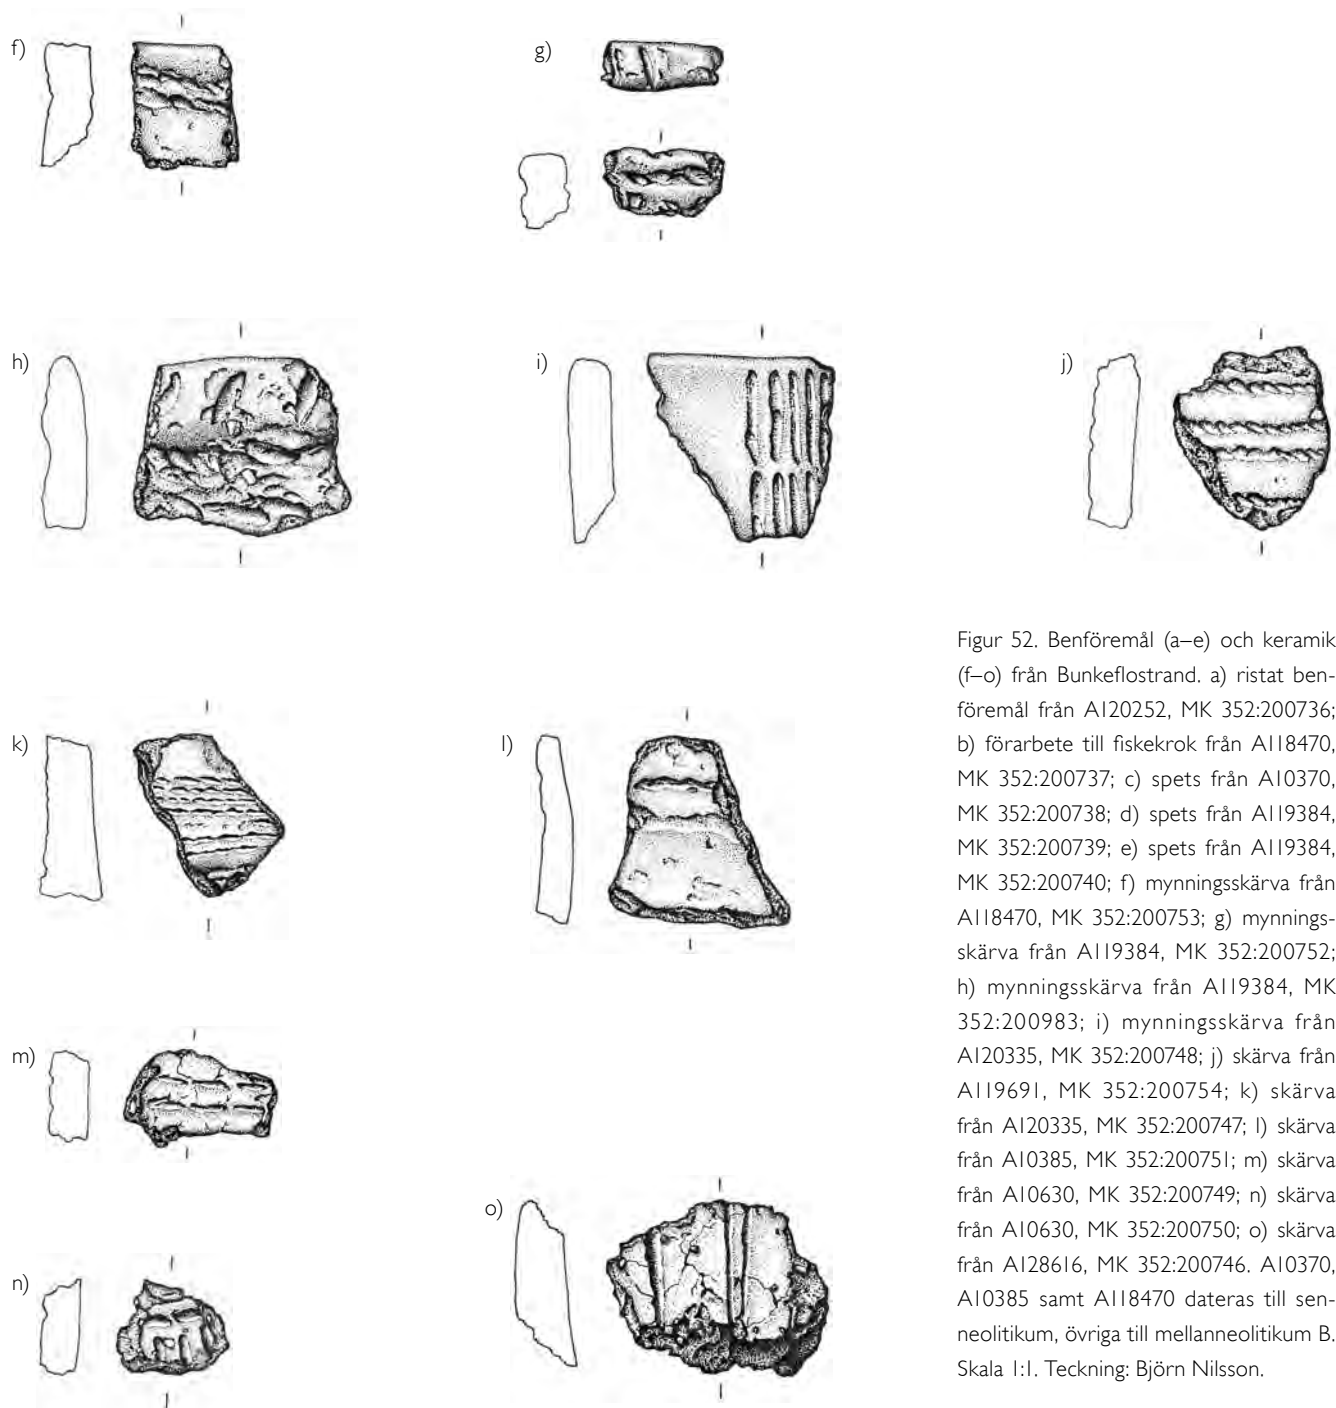 f)
g)
h)
i)
j)
k)
l)
m)
n)
o)
Figur 52. Benföremål (a–e) och keramik
(f–o) från Bunkeflostrand. a) ristat ben-
föremål från A120252, MK 352:200736;
b) förarbete till fiskekrok från A118470,
MK 352:200737; c) spets från A10370,
MK 352:200738; d) spets från A119384,
MK 352:200739; e) spets från A119384,
MK 352:200740; f) mynningsskärva från
A118470, MK 352:200753; g) mynnings-
skärva från A119384, MK 352:200752;
h) mynningsskärva från A119384, MK
352:200983; i) mynningsskärva från
A120335, MK 352:200748; j) skärva från
A119691, MK 352:200754; k) skärva
från A120335, MK 352:200747; l) skärva
från A10385, MK 352:200751; m) skärva
från A10630, MK 352:200749; n) skärva
från A10630, MK 352:200750; o) skärva
från A128616, MK 352:200746. A10370,
A10385 samt A118470 dateras till sen-
neolitikum, övriga till mellanneolitikum B.
Skala 1:1. Teckning: Björn Nilsson.